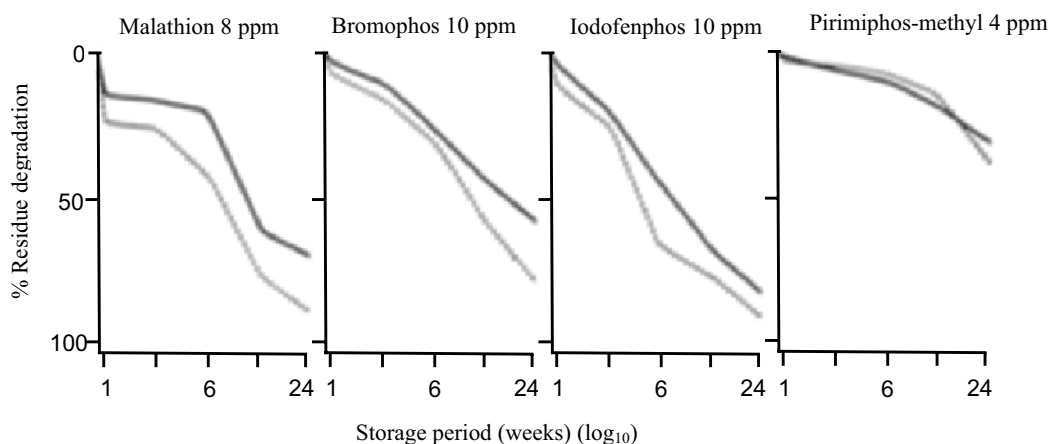 Malathion 8 ppm
Bromophos 10 ppm
Iodofenphos 10 ppm
Pirimiphos-methyl 4 ppm
% Residue degradation
0
50
100
1 6 24
1 6 24
1 6 24
1 6 24
Storage period (weeks) (log₁₀)